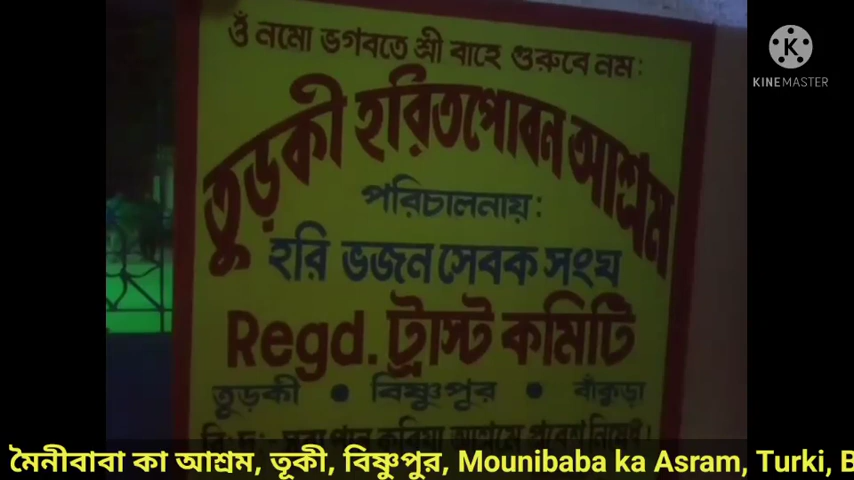 ওঁ নমো ভগবতে শ্রী বাহে গুরুবে নম:
তুড়কী হরিতপোবন আশ্রম
পরিচালনায়:
হরি ভজন সেবক সংঘ
Regd. ট্রাস্ট কমিটি
তুড়কী • বিষ্ণুপুর • বাঁকুড়া
বি:দ্র:-
মৈনীবাবা কা আশ্রম, তূকী, বিষ্ণুপুর, Mounibaba ka Asram, Turki, B
K
KINEMASTER